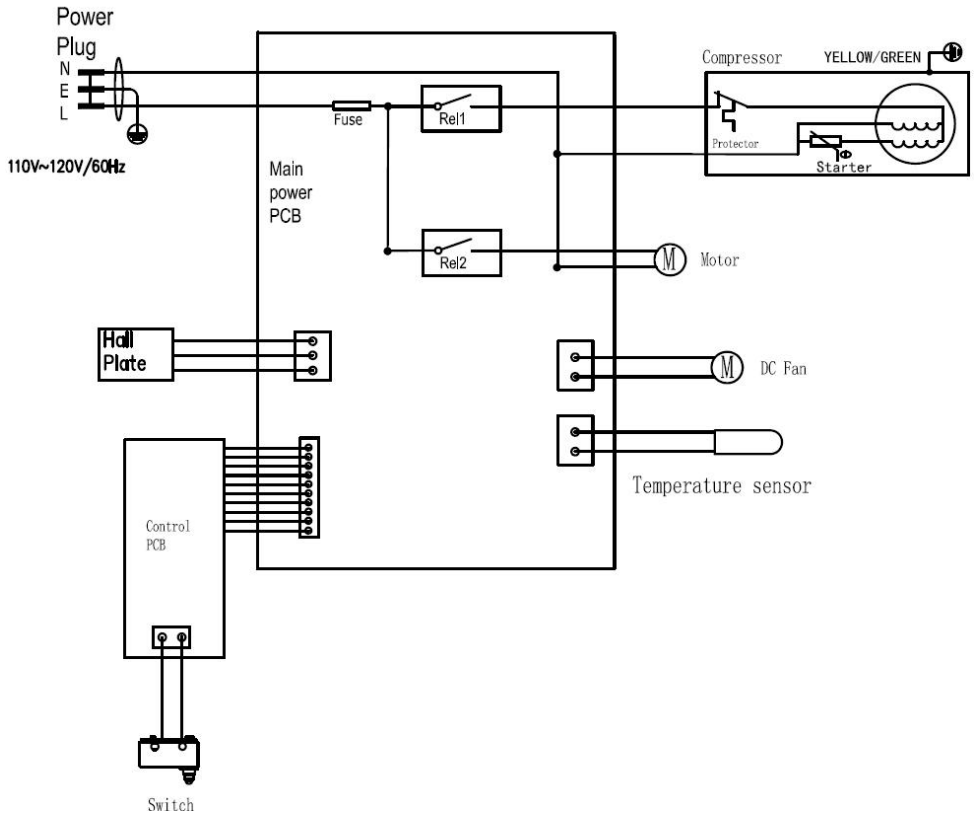 Power
Plug
N
E
L
110V~120V/60Hz
Fuse
Rel1
Main
power
PCB
Rel2
Compressor
YELLOW/GREEN
Protector
Starter
M
Motor
Hall
Plate
M
DC Fan
Temperature sensor
Control
PCB
Switch